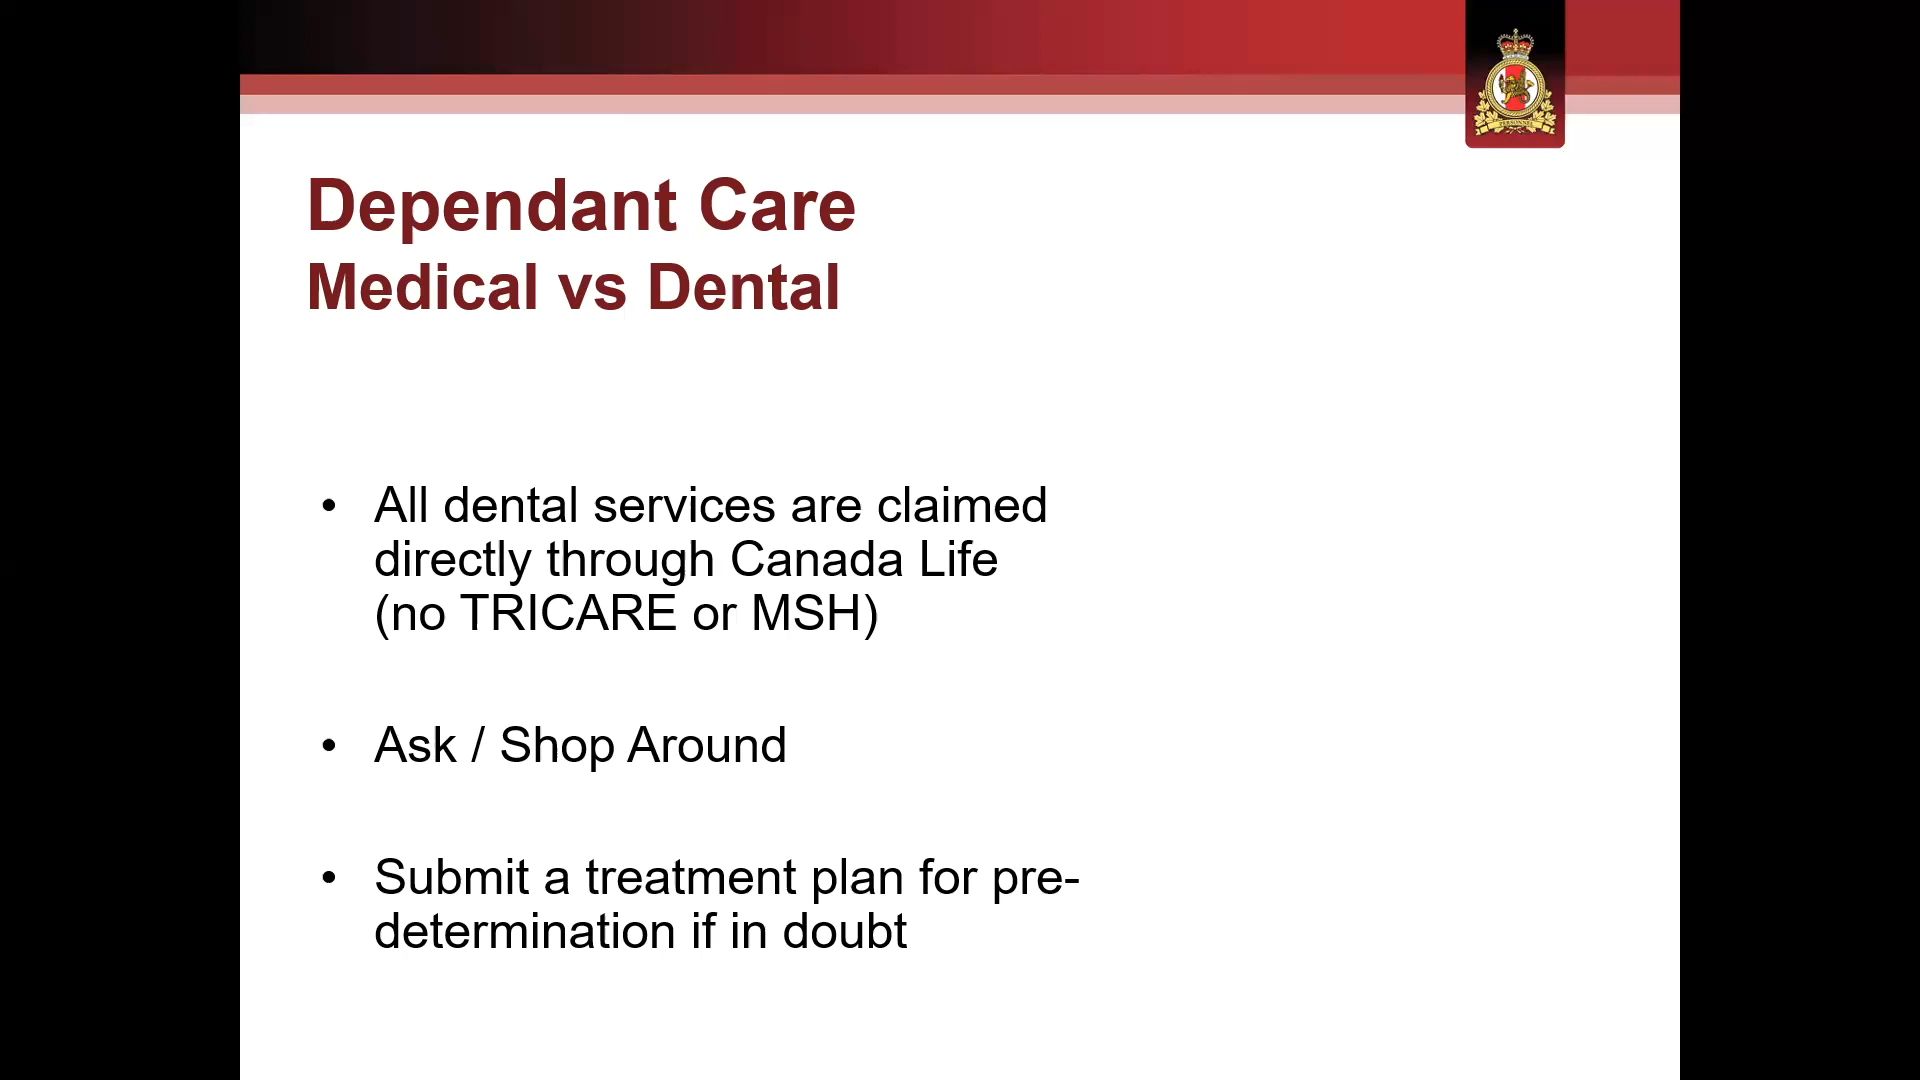 PERSONNEL
Dependant Care
Medical vs Dental
• All dental services are claimed
directly through Canada Life
(no TRICARE or MSH)
• Ask / Shop Around
• Submit a treatment plan for pre-
determination if in doubt